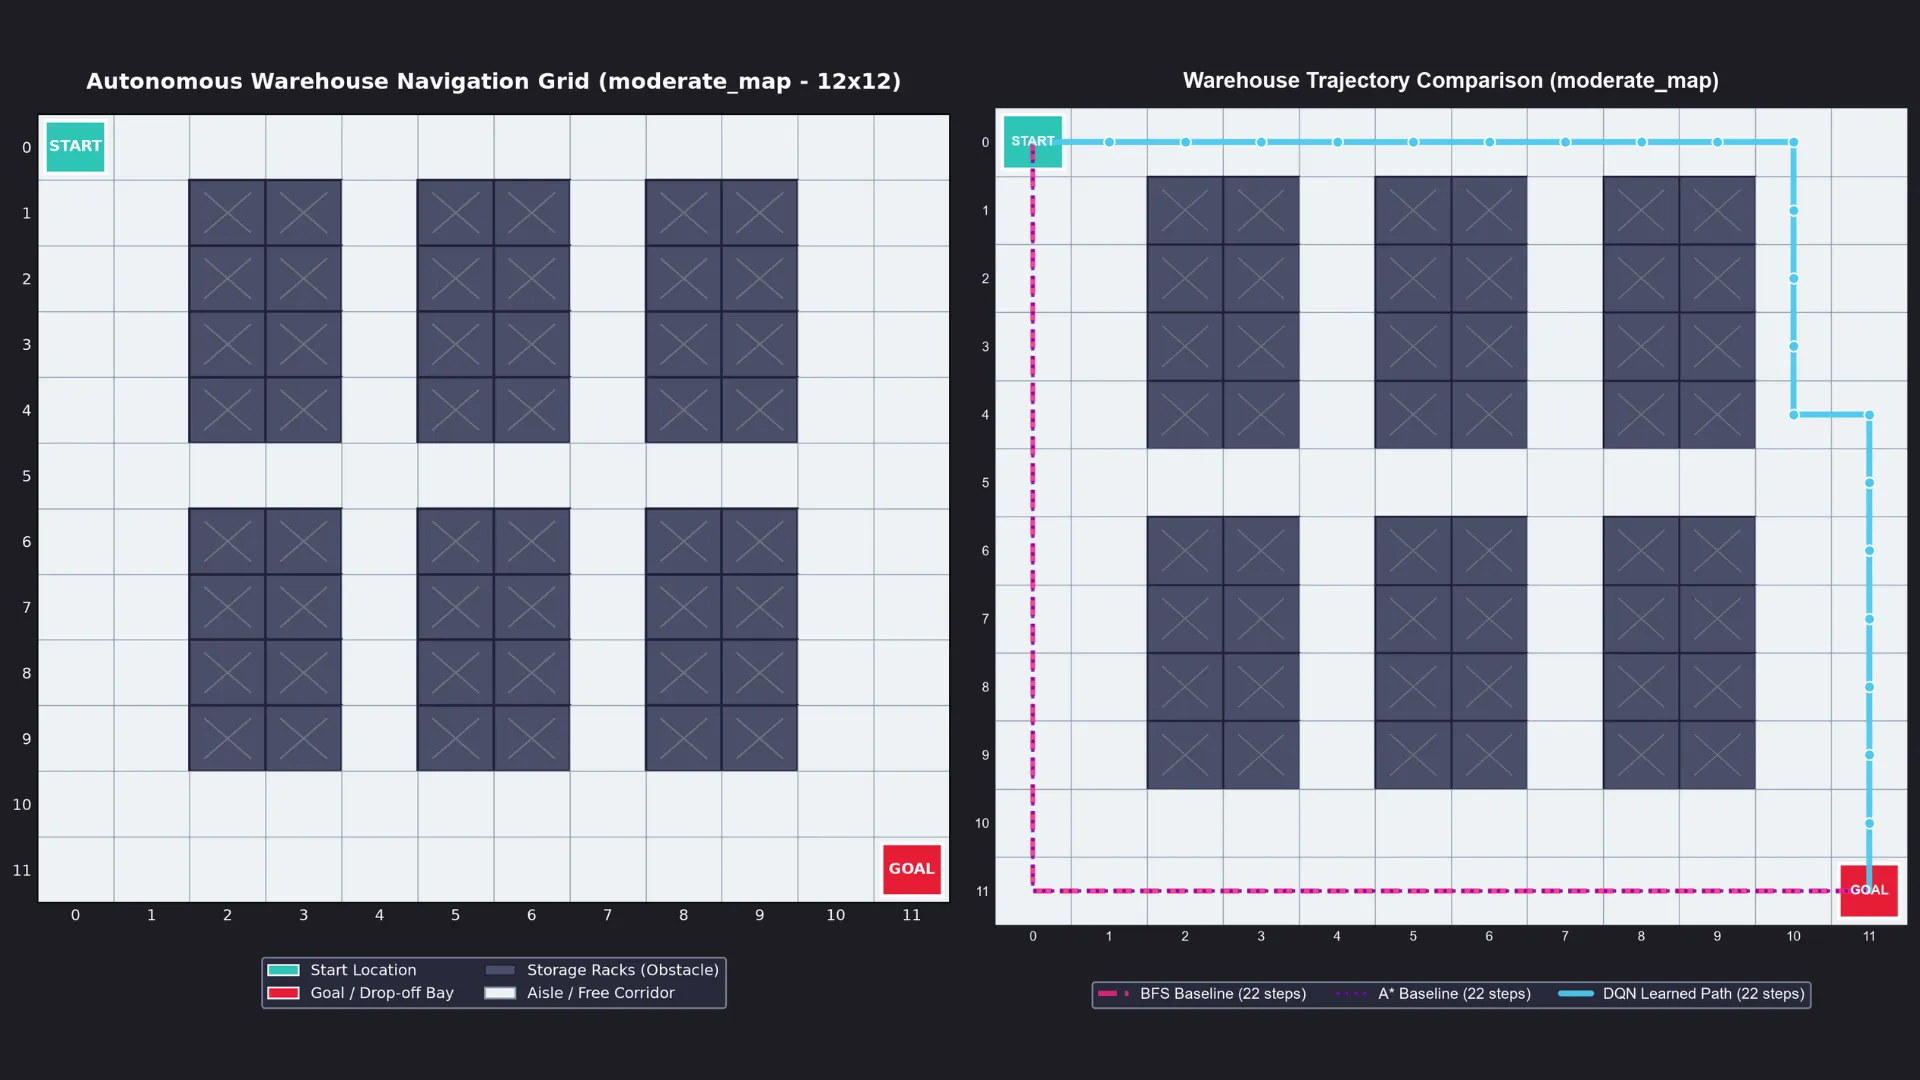 Autonomous Warehouse Navigation Grid (moderate_map - 12x12)
START
0
1
2
3
4
5
6
7
8
9
10
11
GOAL
0 1 2 3 4 5 6 7 8 9 10 11
Start Location
Storage Racks (Obstacle)
Goal / Drop-off Bay
Aisle / Free Corridor
Warehouse Trajectory Comparison (moderate_map)
START
0
1
2
3
4
5
6
7
8
9
10
11
GOAL
0 1 2 3 4 5 6 7 8 9 10 11
BFS Baseline (22 steps)
A* Baseline (22 steps)
DQN Learned Path (22 steps)